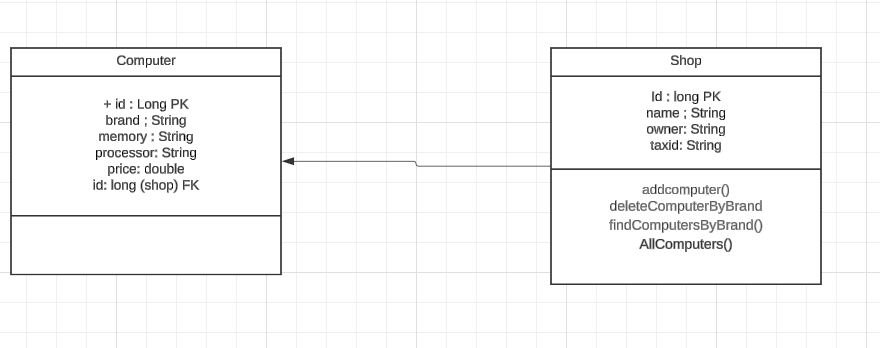 Computer
+ id : Long PK
brand ; String
memory : String
processor: String
price: double
id: long (shop) FK
Shop
Id : long PK
name ; String
owner: String
taxid: String
addcomputer()
deleteComputerByBrand
findComputersByBrand()
AllComputers()